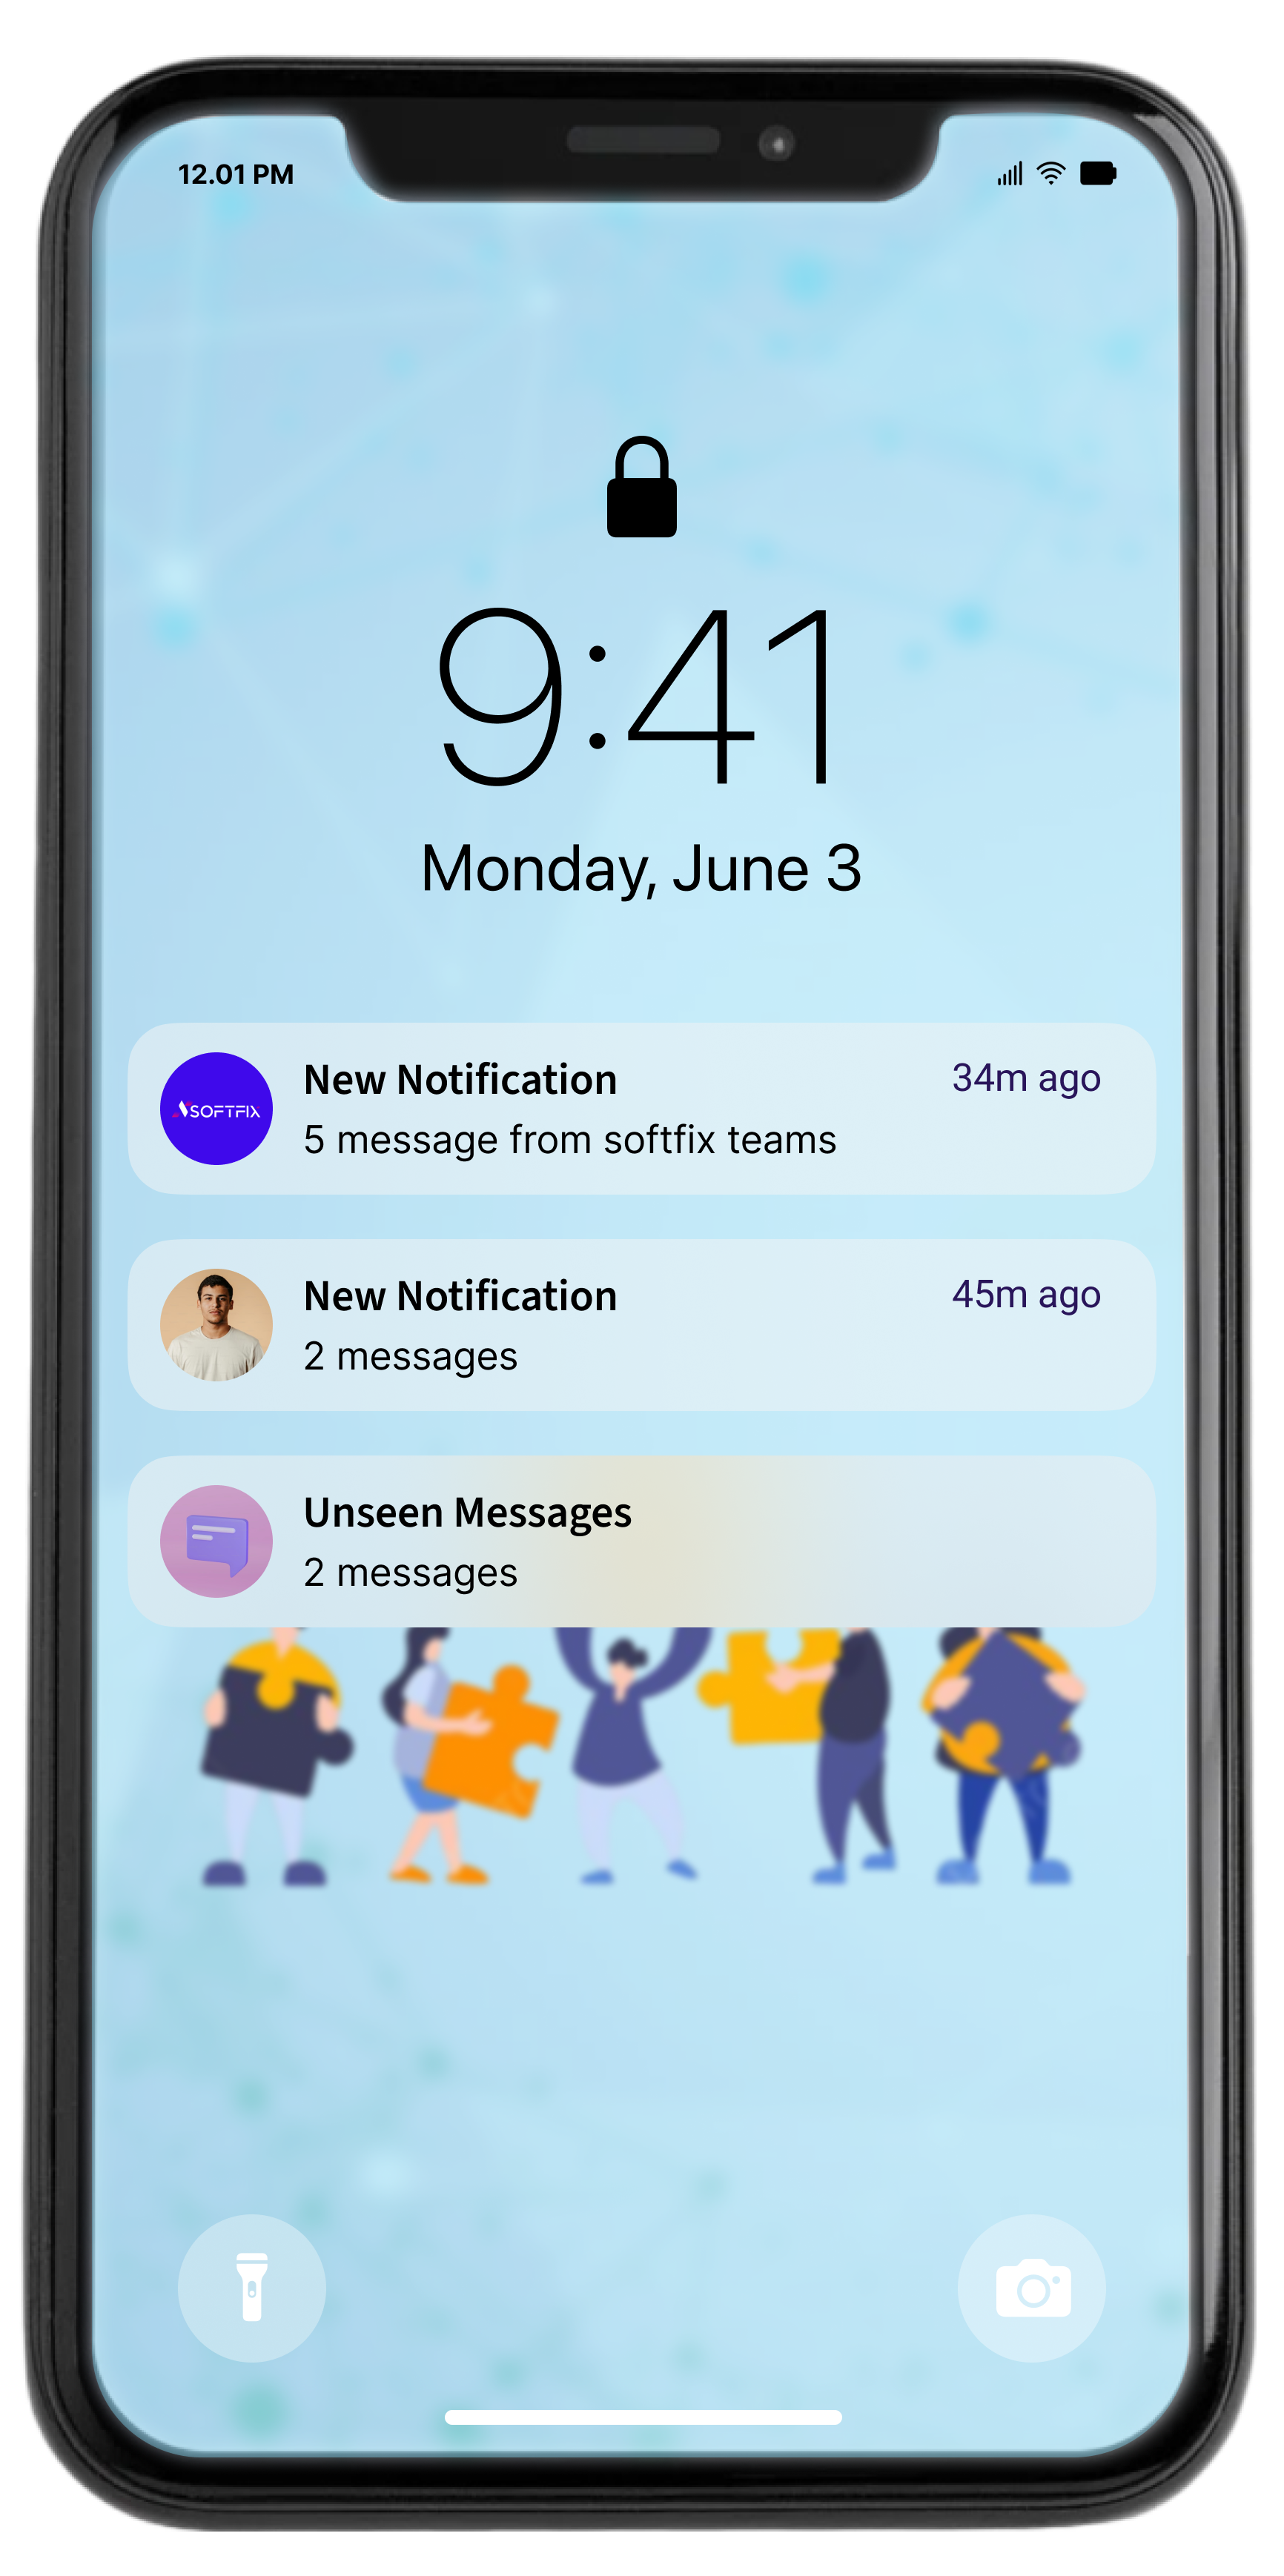 12.01 PM
9:41
Monday, June 3
SOFTFIX
New Notification
34m ago
5 message from softfix teams
New Notification
45m ago
2 messages
Unseen Messages
2 messages